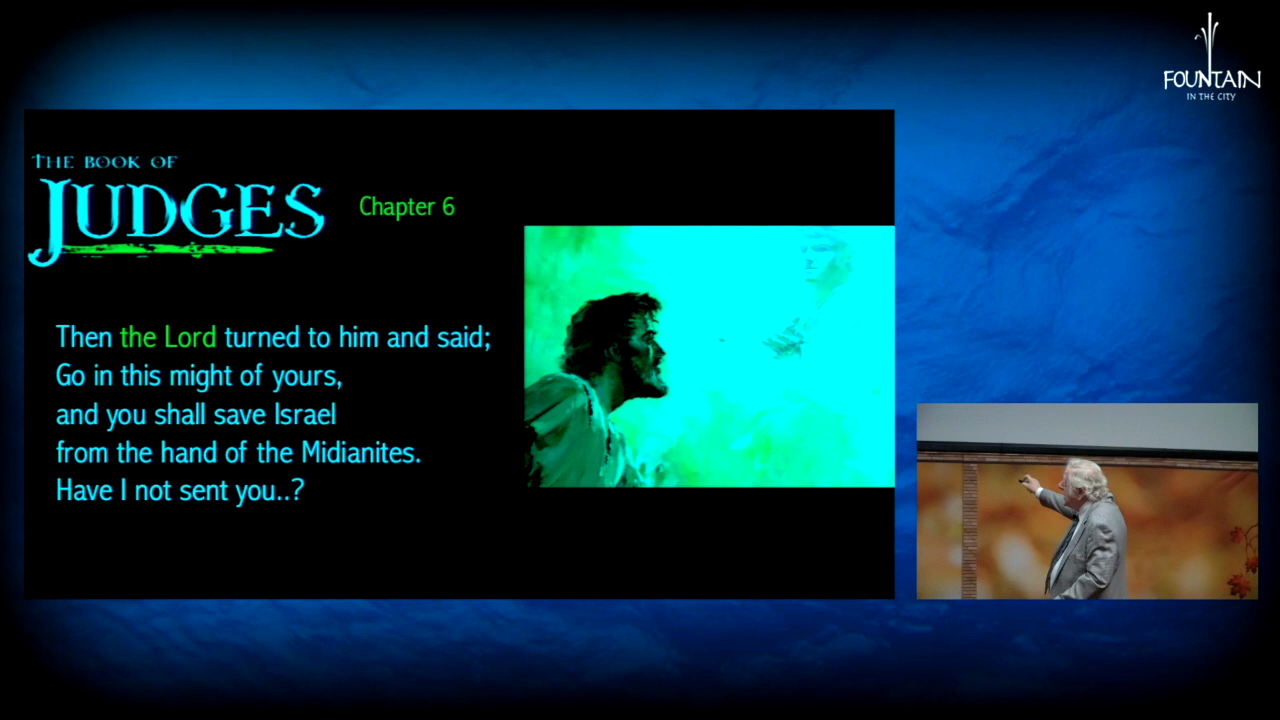 FOUNTAIN
IN THE CITY
THE BOOK OF
JUDGES
Chapter 6
Then the Lord turned to him and said;
Go in this might of yours,
and you shall save Israel
from the hand of the Midianites.
Have I not sent you..?